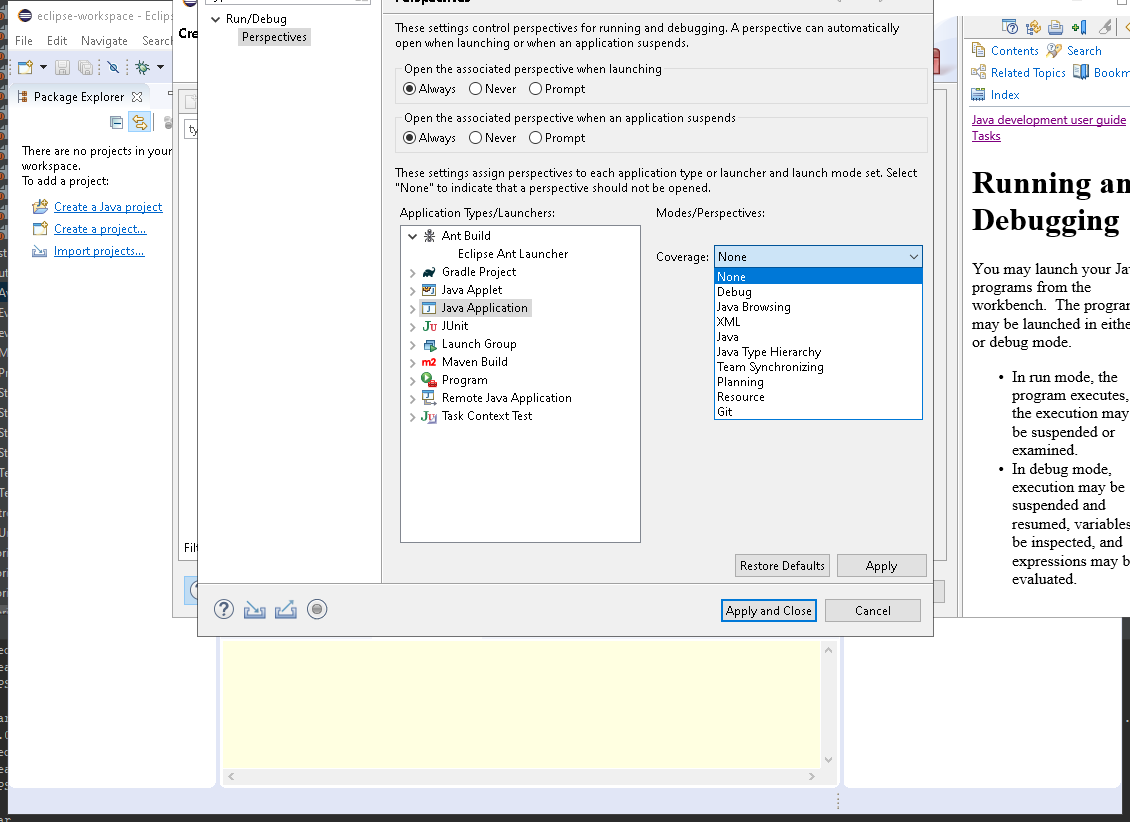 eclipse-workspace - Eclips
File Edit Navigate Search
Package Explorer
There are no projects in your
workspace.
To add a project:
Create a Java project
Create a project...
Import projects...
Cre
ty
Filt
Run/Debug
Perspectives
Perspectives
These settings control perspectives for running and debugging. A perspective can automatically
open when launching or when an application suspends.
Open the associated perspective when launching
Always Never Prompt
Open the associated perspective when an application suspends
Always Never Prompt
These settings assign perspectives to each application type or launcher and launch mode set. Select
"None" to indicate that a perspective should not be opened.
Application Types/Launchers:
Ant Build
Eclipse Ant Launcher
Gradle Project
Java Applet
Java Application
JUnit
Launch Group
Maven Build
Program
Remote Java Application
Task Context Test
Modes/Perspectives:
Coverage: None
None
Debug
Java Browsing
XML
Java
Java Type Hierarchy
Team Synchronizing
Planning
Resource
Git
Restore Defaults Apply
Apply and Close Cancel
Contents Search
Related Topics Bookm
Index
Java development user guide
Tasks
Running an
Debugging
You may launch your Ja
programs from the
workbench. The program
may be launched in eithe
or debug mode.
• In run mode, the
program executes,
the execution may
be suspended or
examined.
• In debug mode,
execution may be
suspended and
resumed, variables
be inspected, and
expressions may b
evaluated.